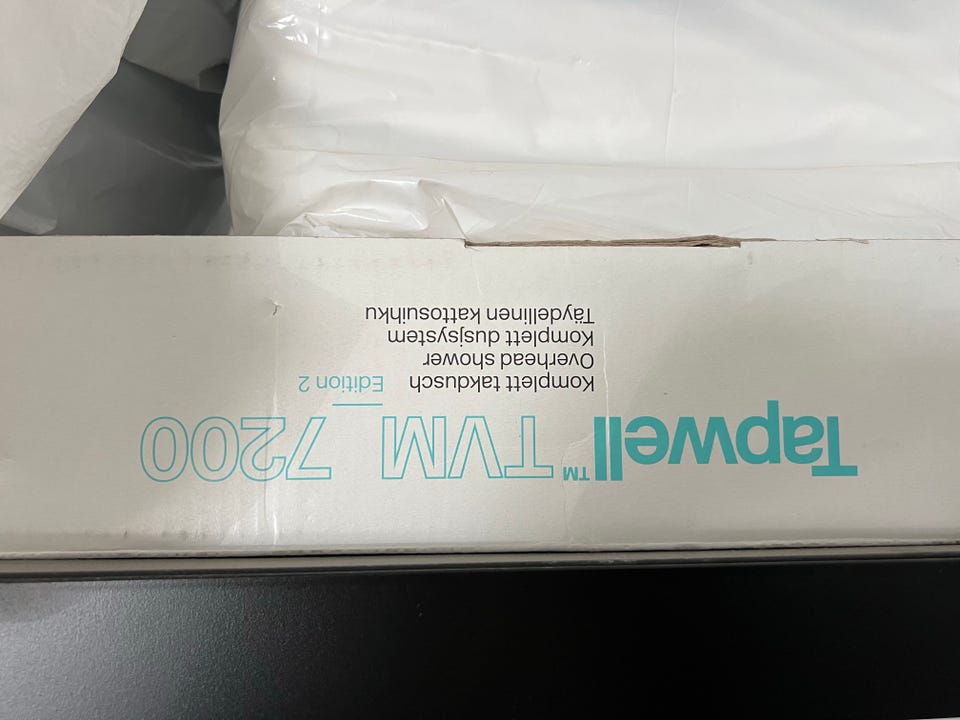 Tapwell™ TVM 7200
Komplett takdusch Edition 2
Overhead shower
Komplett dusjsystem
Täydellinen kattosuihku